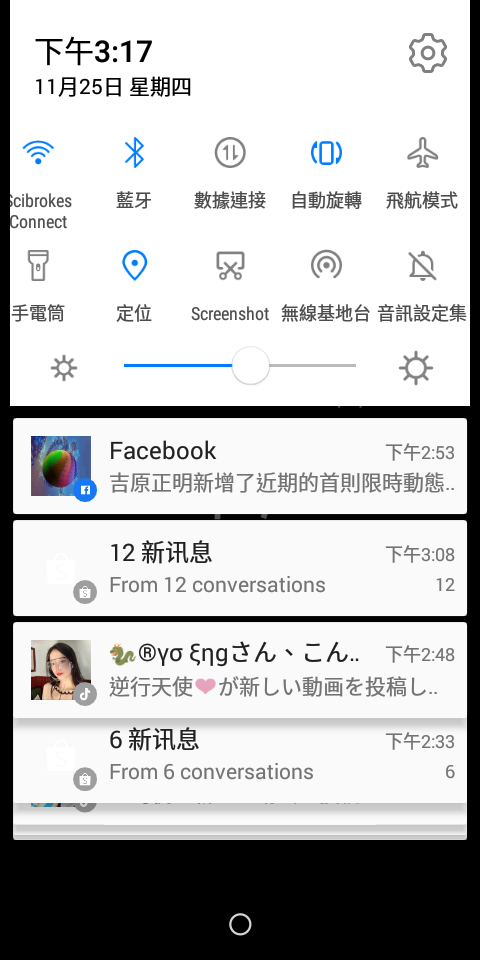 下午3:17
11月25日 星期四
Scibrokes
Connect
藍牙
數據連接
自動旋轉
飛航模式
手電筒
定位
Screenshot
無線基地台
音訊設定集
Facebook
下午2:53
吉原正明新增了近期的首則限時動態..
12 新讯息
下午3:08
From 12 conversations
12
🐉®γσ ξηgさん、こん..
下午2:48
逆行天使❤が新しい動画を投稿し..
6 新讯息
下午2:33
From 6 conversations
6